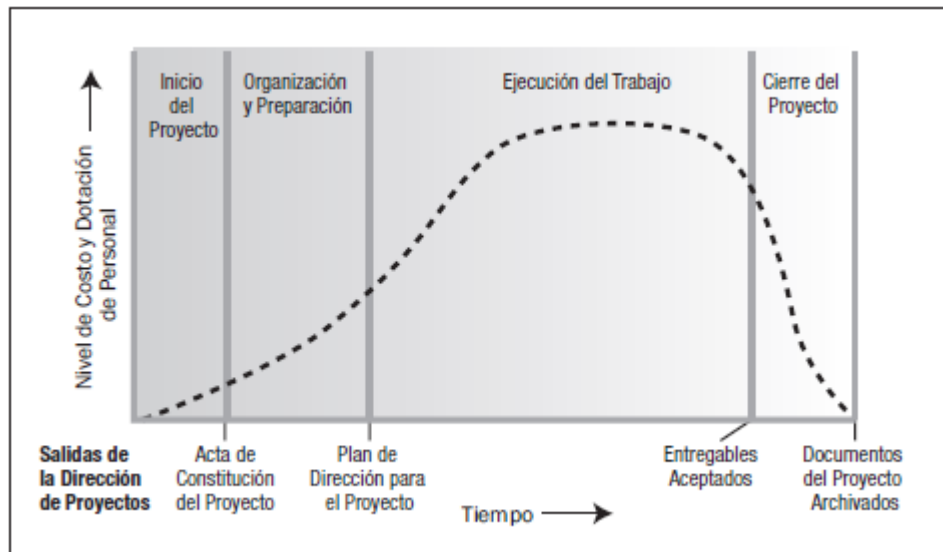 Inicio
del
Proyecto
Organización
y Preparación
Ejecución del Trabajo
Cierre del
Proyecto
Nivel de Costo y Dotación
de Personal
Salidas de
la Dirección
de Proyectos
Acta de
Constitución
del Proyecto
Plan de
Dirección para
el Proyecto
Tiempo
Entregables
Aceptados
Documentos
del Proyecto
Archivados